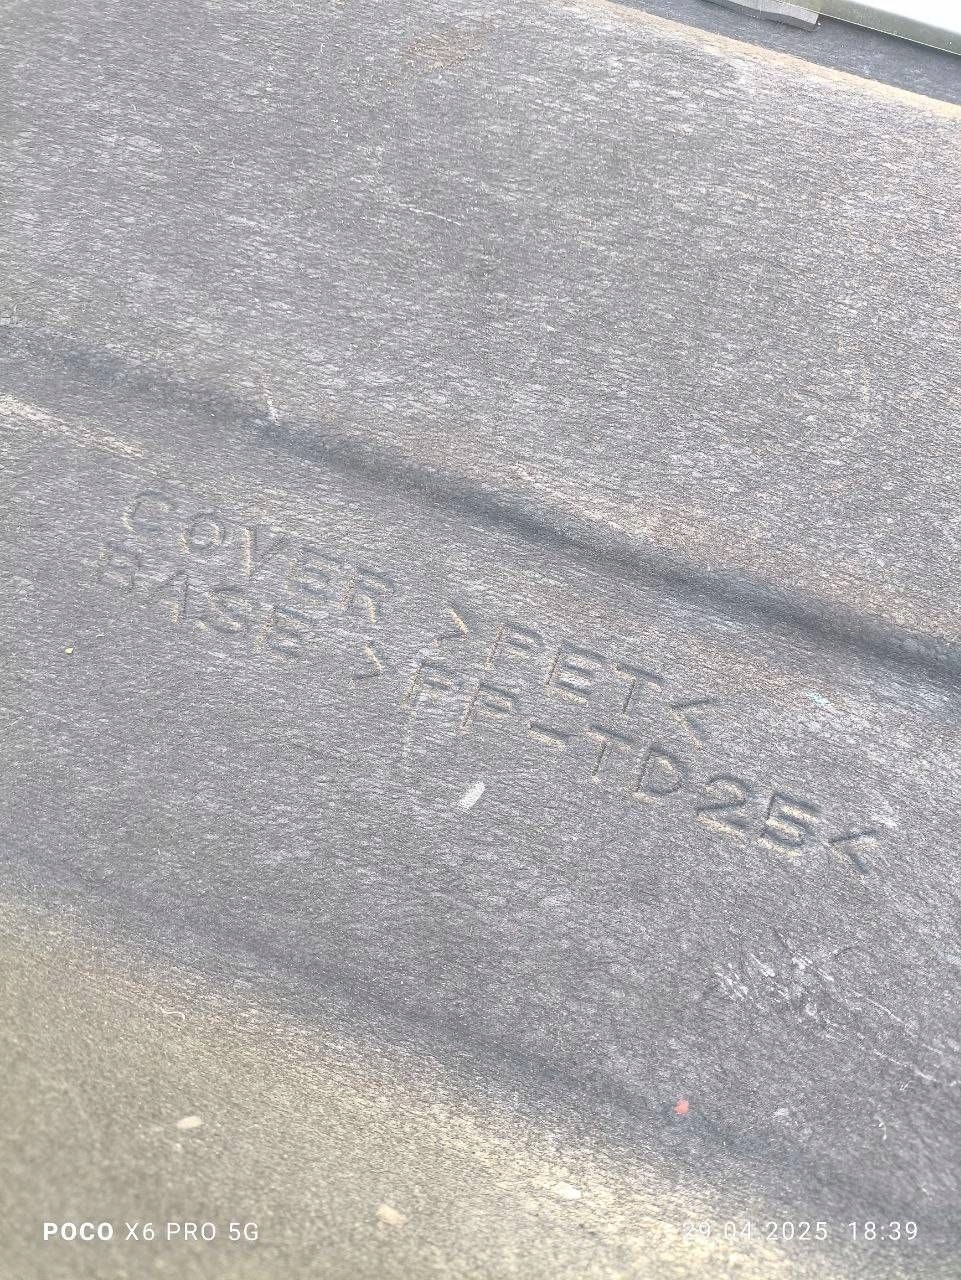 COVER >PET<
BASE >PP-TD25<
POCO X6 PRO 5G
29.04.2025 18:39